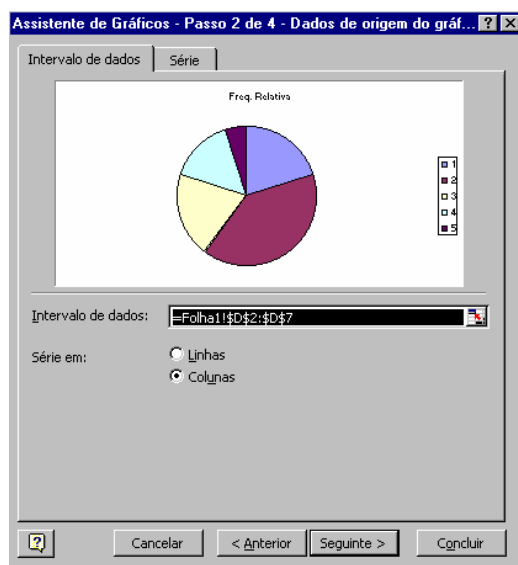 Assistente de Gráficos - Passo 2 de 4 - Dados de origem do gráf... ? X
Intervalo de dados Série
Freq. Relativa
1
2
3
4
5
Intervalo de dados: =Folha1!$D$2:$D$7
Série em: Linhas
Colunas
? Cancelar < Anterior Seguinte > Concluir